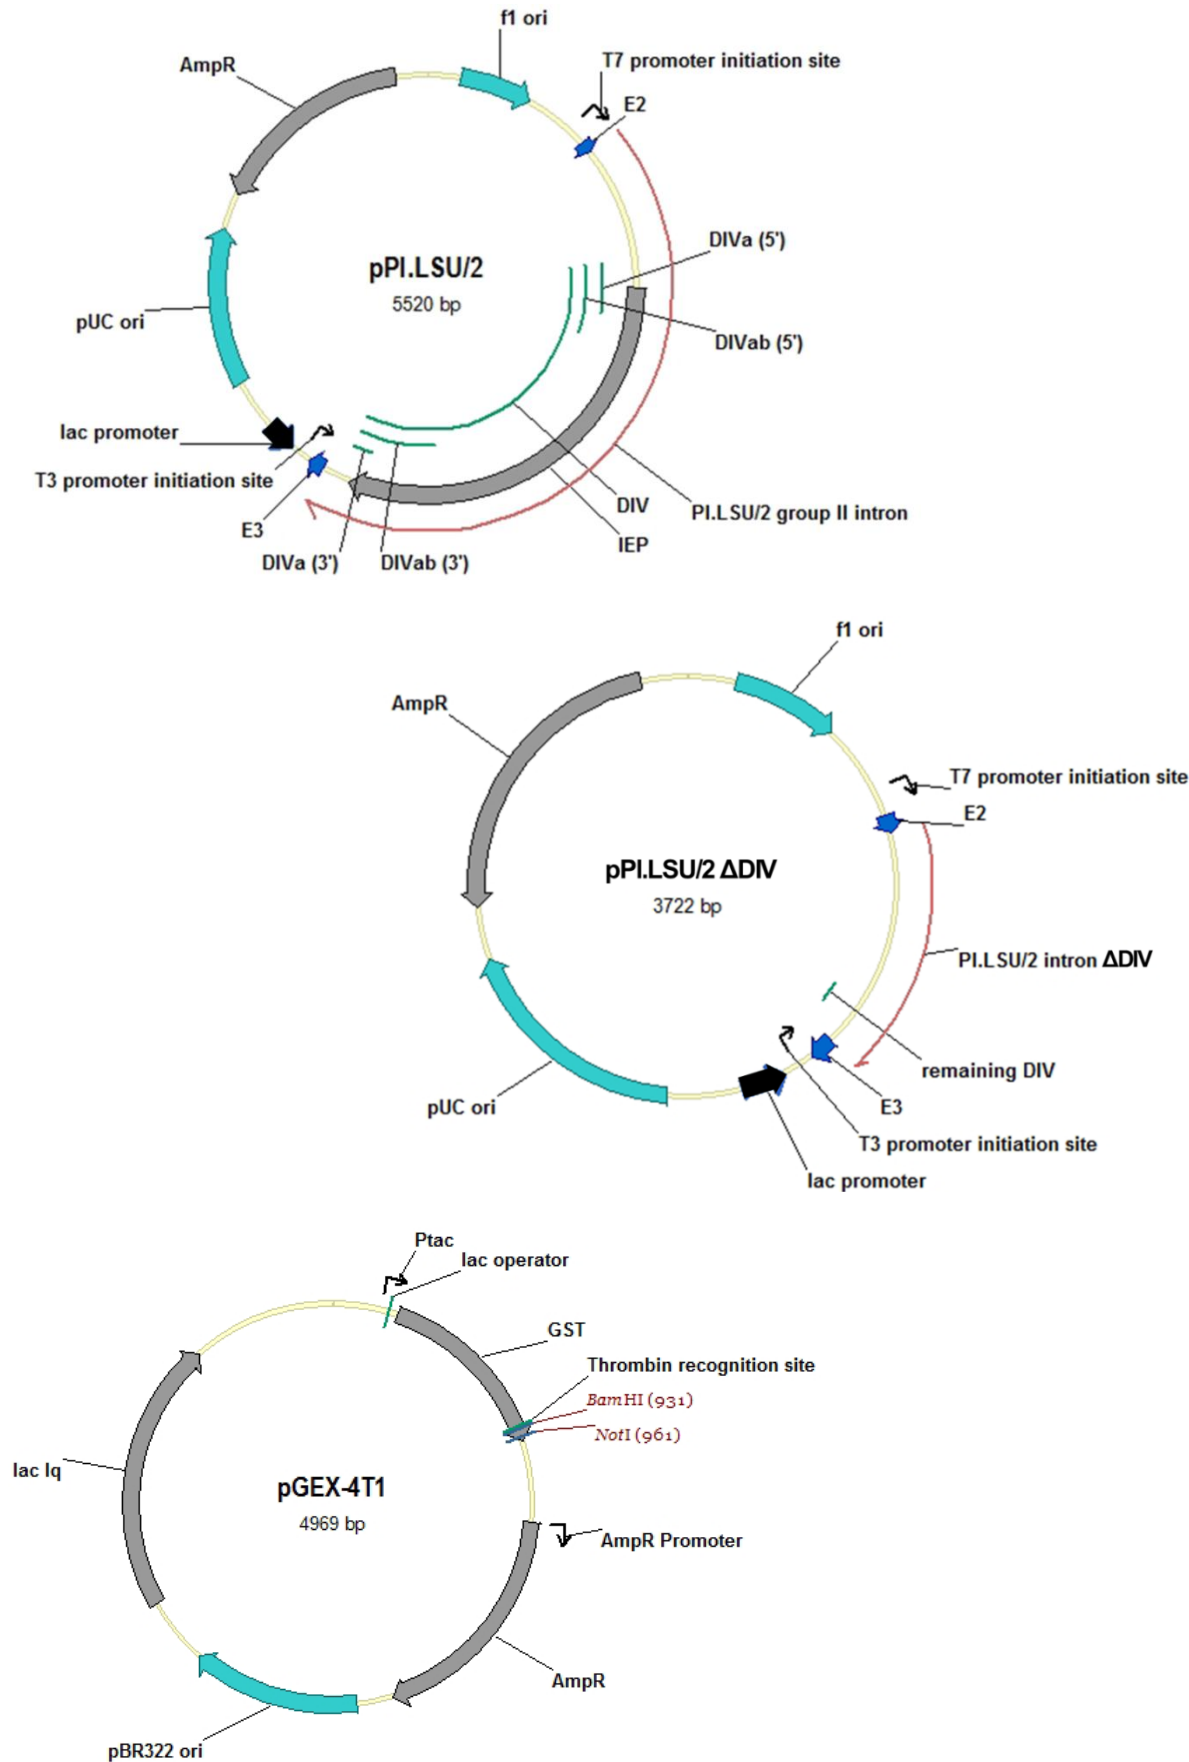 f1 ori
T7 promoter initiation site
AmpR
E2
DIVa (5')
pPI.LSU/2
5520 bp
pUC ori
DIVab (5')
lac promoter
T3 promoter initiation site
DIV
PI.LSU/2 group II intron
E3
IEP
DIVa (3')
DIVab (3')
f1 ori
AmpR
T7 promoter initiation site
E2
pPI.LSU/2 ΔDIV
3722 bp
PI.LSU/2 intron ΔDIV
remaining DIV
pUC ori
E3
T3 promoter initiation site
lac promoter
Ptac
lac operator
GST
Thrombin recognition site
BamHI (931)
NotI (961)
lac Iq
pGEX-4T1
4969 bp
AmpR Promoter
AmpR
pBR322 ori